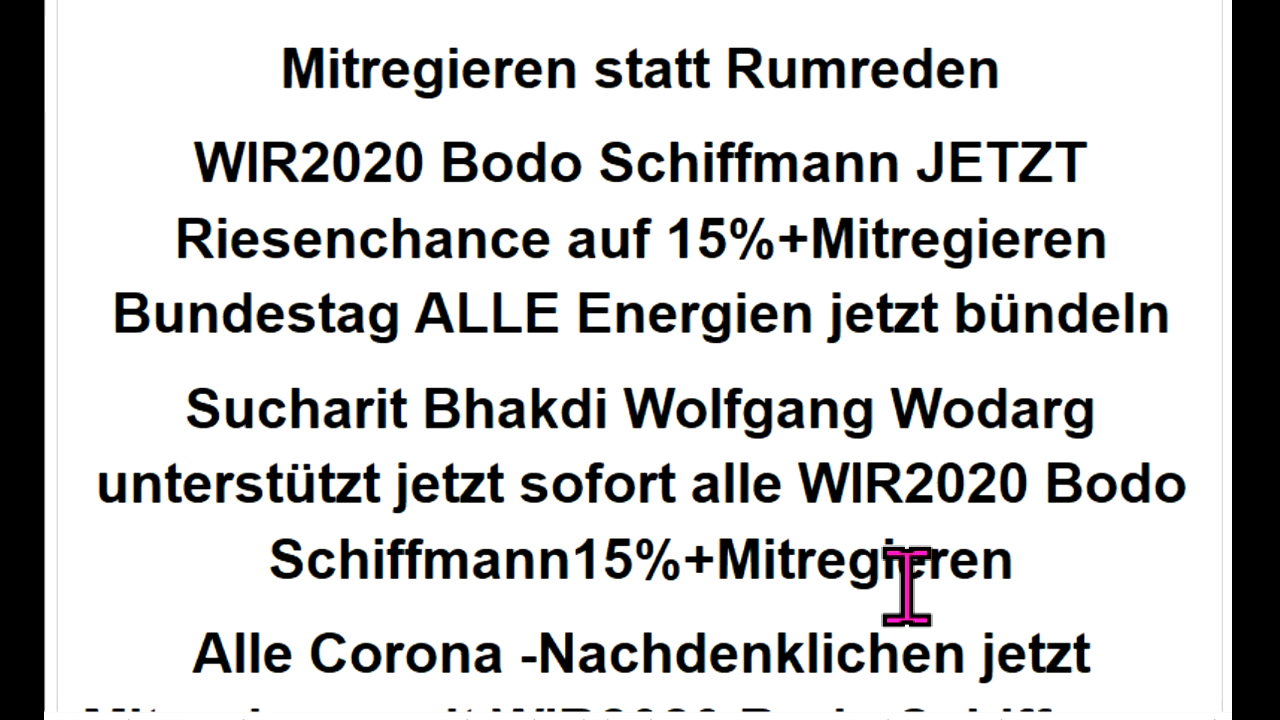 Mitregieren statt Rumreden
WIR2020 Bodo Schiffmann JETZT
Riesenchance auf 15%+Mitregieren
Bundestag ALLE Energien jetzt bündeln
Sucharit Bhakdi Wolfgang Wodarg
unterstützt jetzt sofort alle WIR2020 Bodo
Schiffmann15%+Mitregieren
Alle Corona -Nachdenklichen jetzt